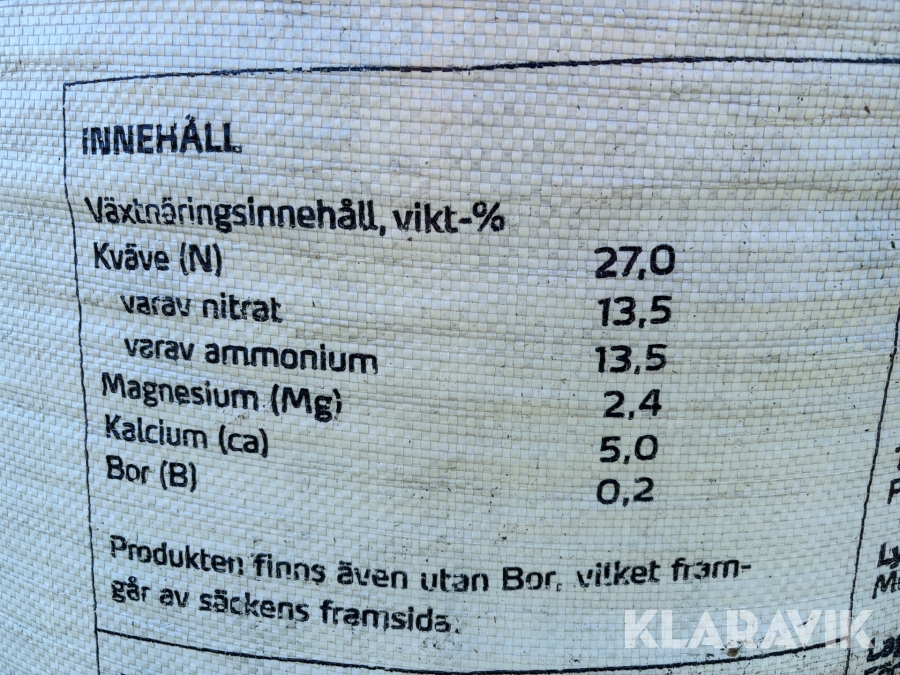 INNEHÅLL
Växtnäringsinnehåll, vikt-%
Kväve (N) 27,0
varav nitrat 13,5
varav ammonium 13,5
Magnesium (Mg) 2,4
Kalcium (ca) 5,0
Bor (B) 0,2
Produkten finns även utan Bor, vilket fram-
går av säckens framsida.
KLARAVIK